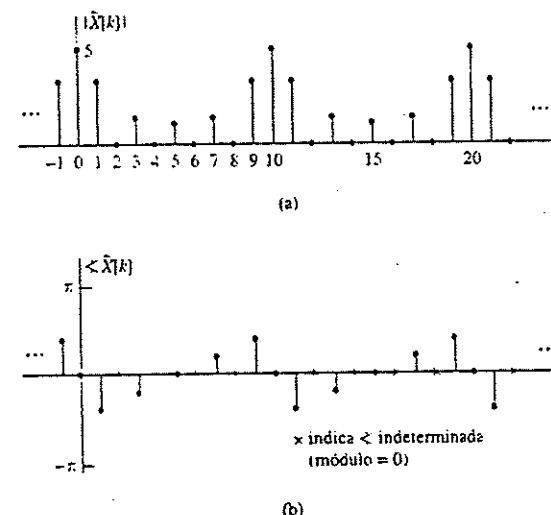 |X̃[k]|
5
... ...
–1 0 1 2 3 4 5 6 7 8 9 10 15 20
(a)
∢ X̃[k]
π
... ...
× indica ∢ indeterminada
(módulo = 0)
–π
(b)